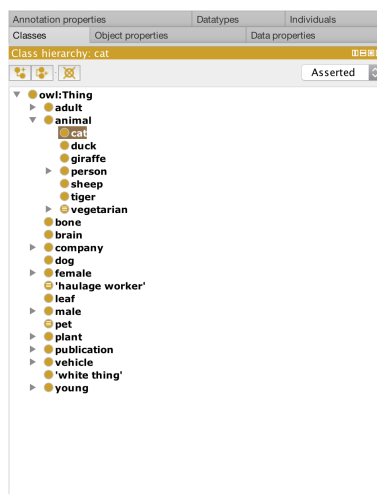 Annotation properties Datatypes Individuals
Classes Object properties Data properties
Class hierarchy: cat
Asserted
owl:Thing
adult
animal
cat
duck
giraffe
person
sheep
tiger
vegetarian
bone
brain
company
dog
female
'haulage worker'
leaf
male
pet
plant
publication
vehicle
'white thing'
young